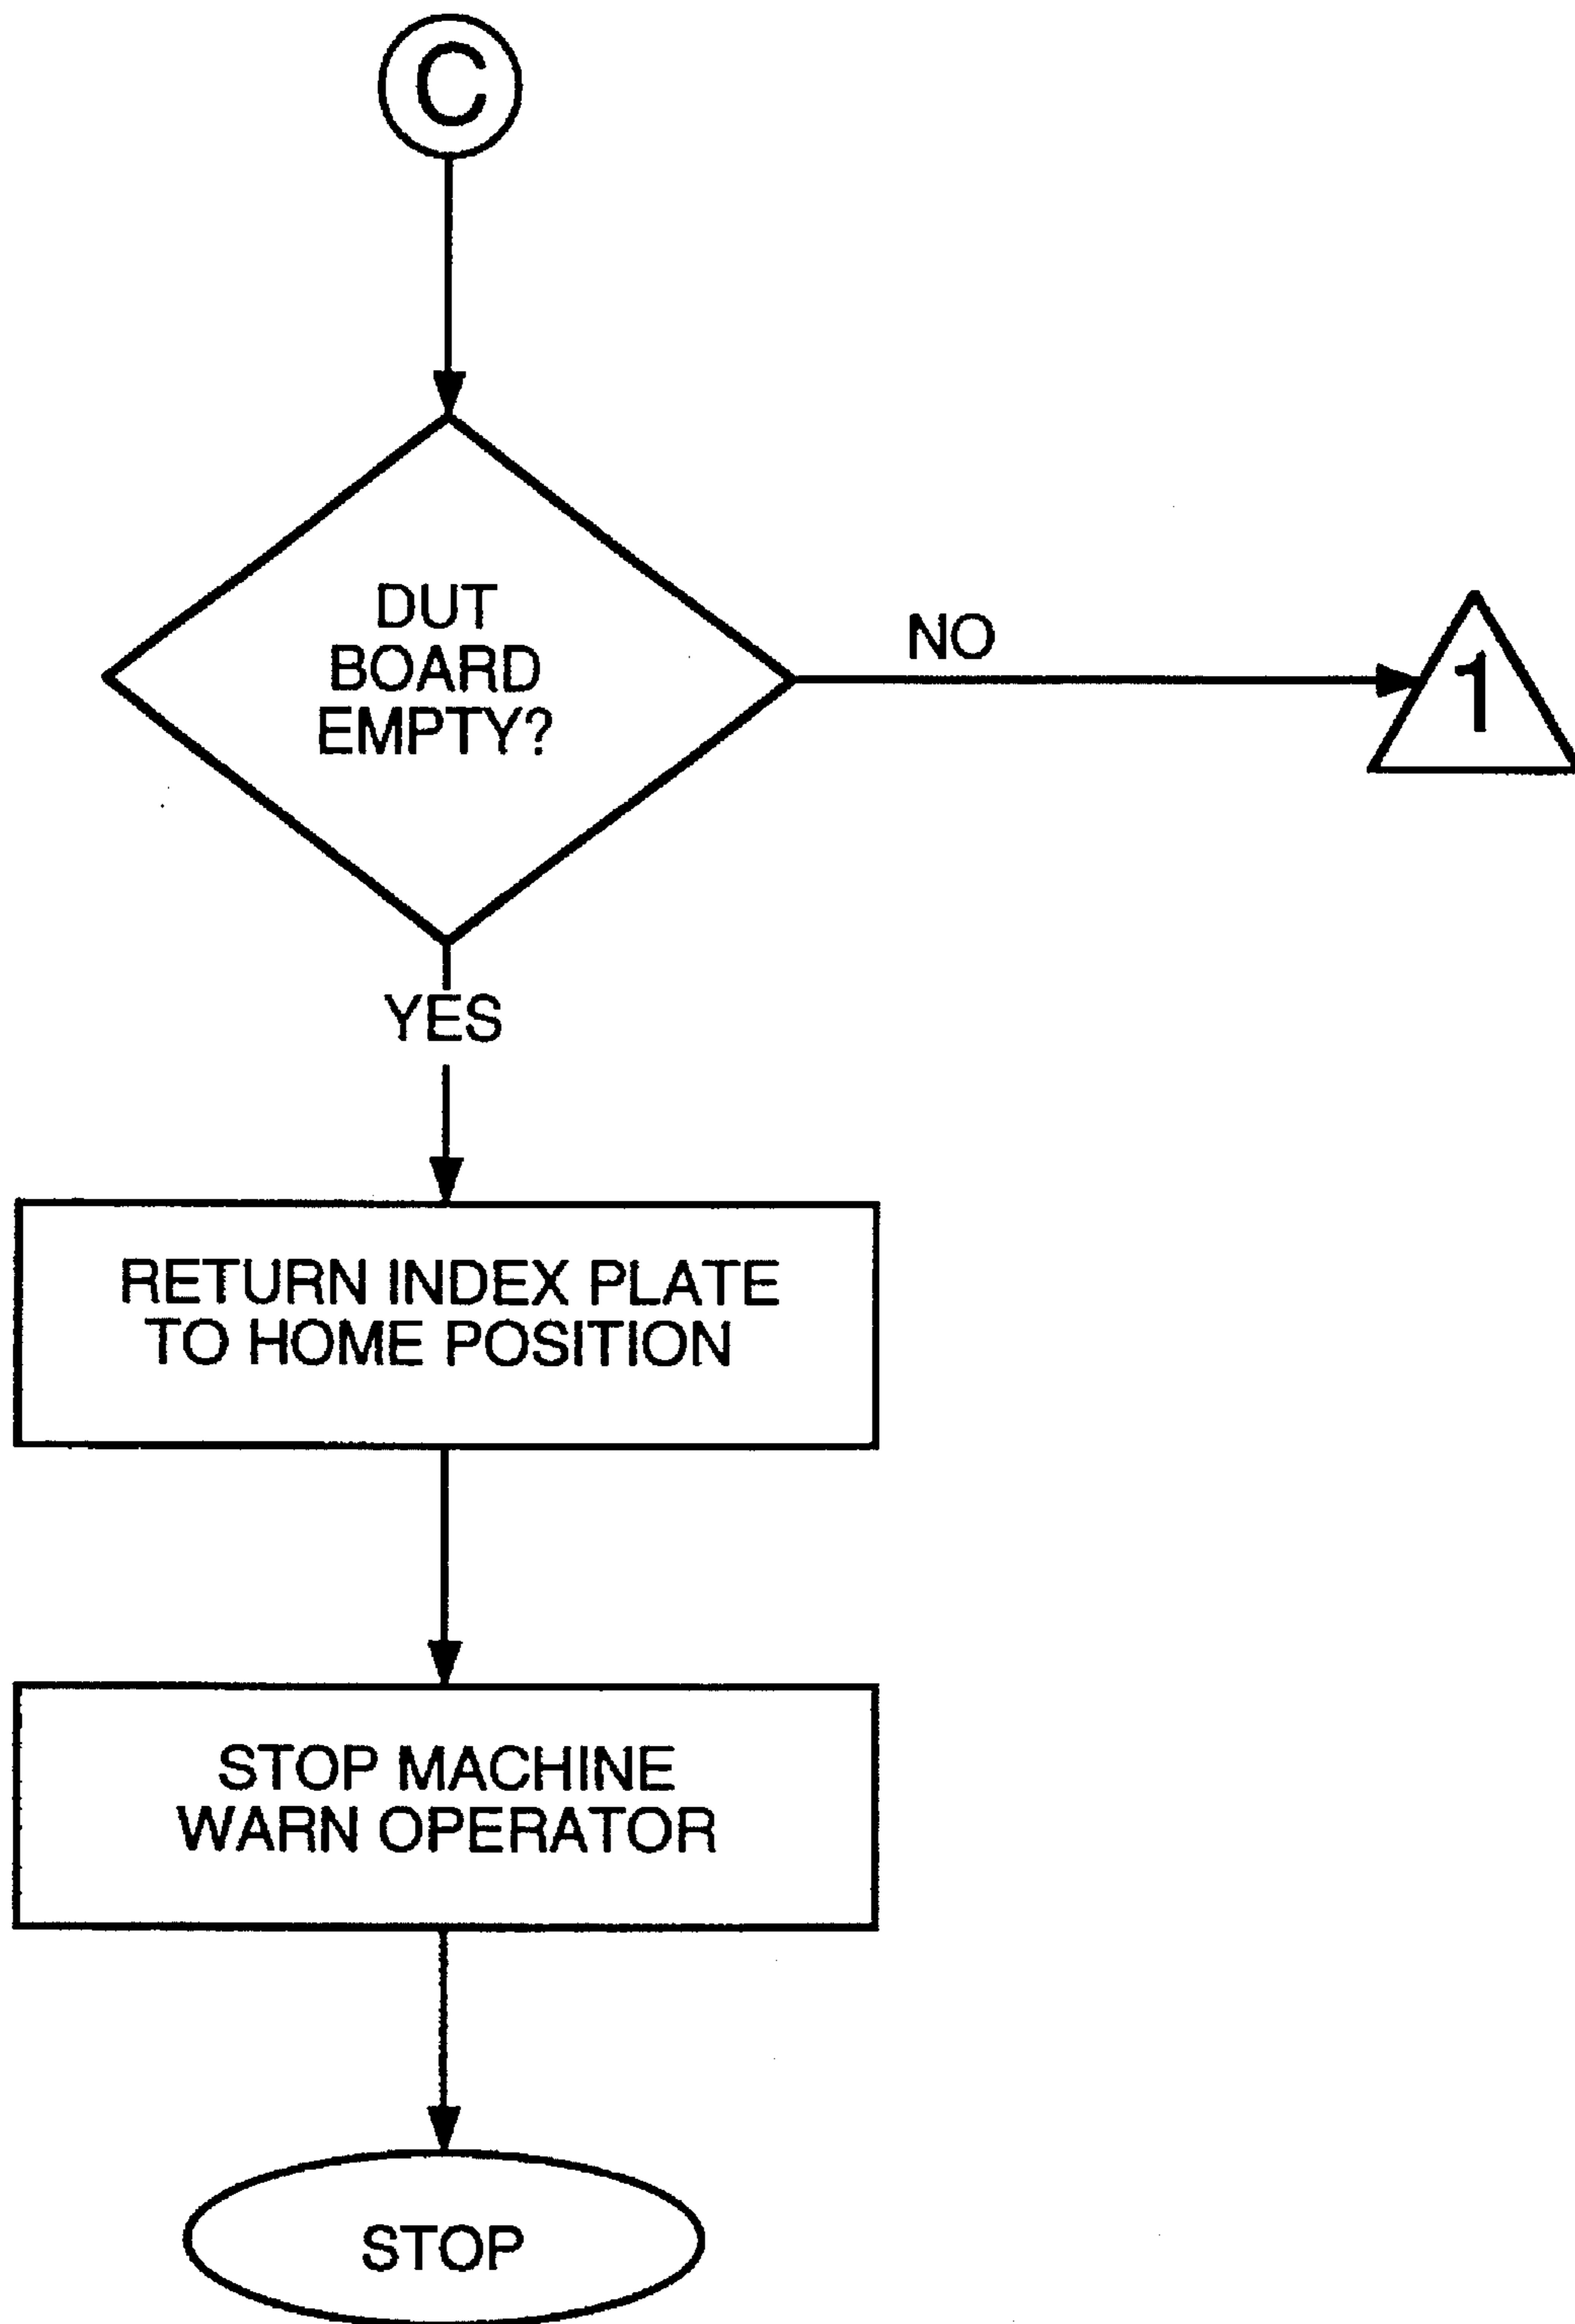 C
DUT
BOARD
EMPTY?
NO
1
YES
RETURN INDEX PLATE
TO HOME POSITION
STOP MACHINE
WARN OPERATOR
STOP